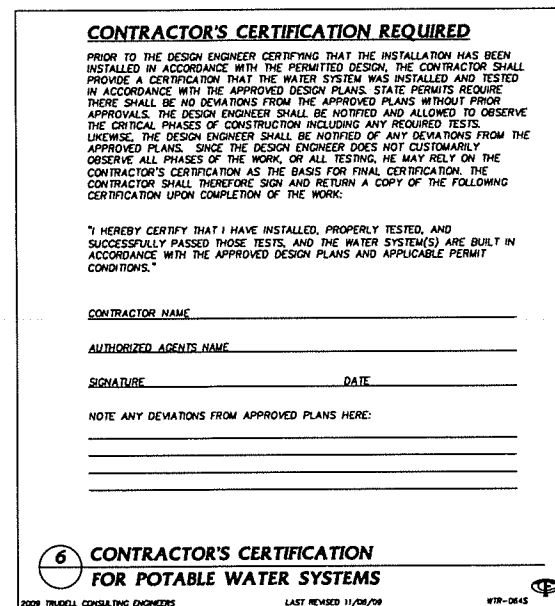 CONTRACTOR'S CERTIFICATION REQUIRED
PRIOR TO THE DESIGN ENGINEER CERTIFYING THAT THE INSTALLATION HAS BEEN
INSTALLED IN ACCORDANCE WITH THE PERMITTED DESIGN, THE CONTRACTOR SHALL
PROVIDE A CERTIFICATION THAT THE WATER SYSTEM WAS INSTALLED AND TESTED
IN ACCORDANCE WITH THE APPROVED DESIGN PLANS. STATE PERMITS REQUIRE
THERE SHALL BE NO DEVIATIONS FROM THE APPROVED PLANS WITHOUT PRIOR
APPROVALS. THE DESIGN ENGINEER SHALL BE NOTIFIED AND ALLOWED TO OBSERVE
THE CRITICAL PHASES OF CONSTRUCTION INCLUDING ANY REQUIRED TESTS.
LIKEWISE, THE DESIGN ENGINEER SHALL BE NOTIFIED OF ANY DEVIATIONS FROM THE
APPROVED PLANS. SINCE THE DESIGN ENGINEER DOES NOT CUSTOMARILY
OBSERVE ALL PHASES OF THE WORK, OR ALL TESTING, HE MAY RELY ON THE
CONTRACTOR'S CERTIFICATION AS THE BASIS FOR FINAL CERTIFICATION. THE
CONTRACTOR SHALL THEREFORE SIGN AND RETURN A COPY OF THE FOLLOWING
CERTIFICATION UPON COMPLETION OF THE WORK:
"I HEREBY CERTIFY THAT I HAVE INSTALLED, PROPERLY TESTED, AND
SUCCESSFULLY PASSED THOSE TESTS, AND THE WATER SYSTEM(S) ARE BUILT IN
ACCORDANCE WITH THE APPROVED DESIGN PLANS AND APPLICABLE PERMIT
CONDITIONS."
CONTRACTOR NAME
AUTHORIZED AGENTS NAME
SIGNATURE DATE
NOTE ANY DEVIATIONS FROM APPROVED PLANS HERE:
6 CONTRACTOR'S CERTIFICATION
FOR POTABLE WATER SYSTEMS
2009 TRUDELL CONSULTING ENGINEERS LAST REVISED 11/08/09 WTR-064S